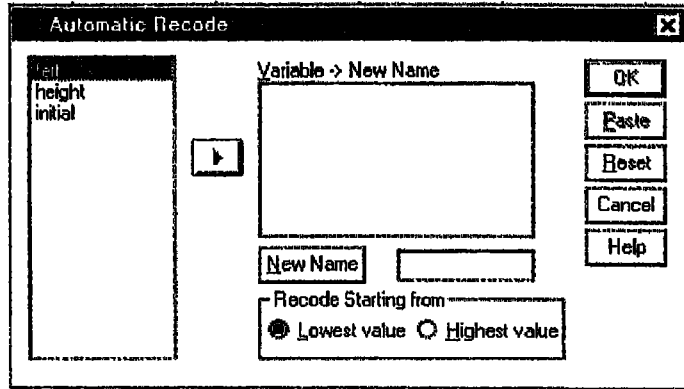 Automatic Recode
height
initial
Variable -> New Name
New Name
Recode Starting from
Lowest value
Highest value
OK
Paste
Reset
Cancel
Help